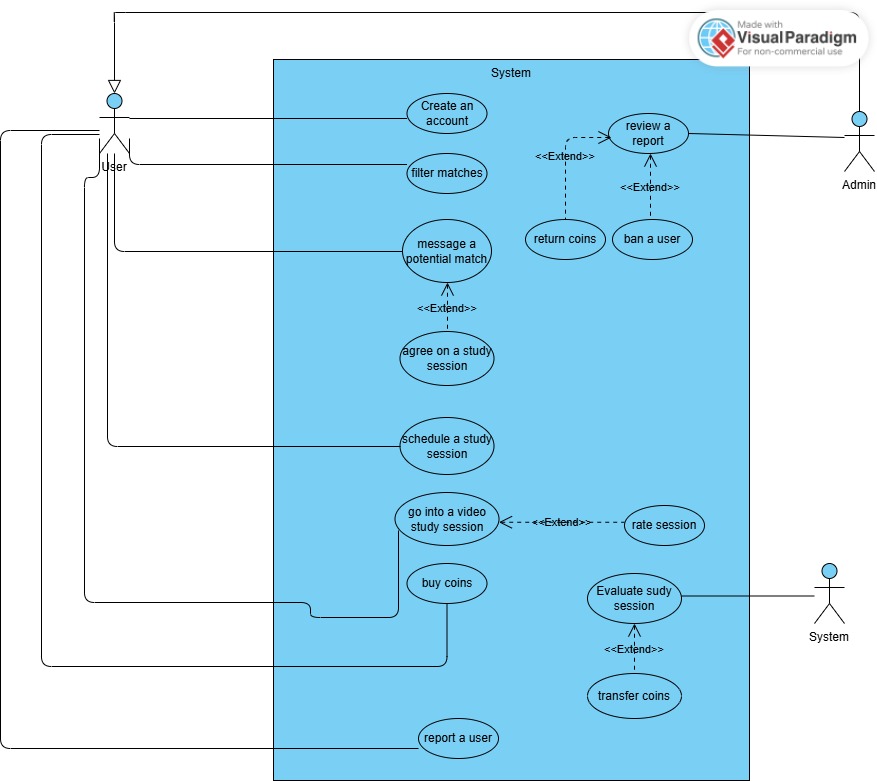 Made with
VisualParadigm
For non-commercial use
System
Create an
account
review a
report
<<Extend>>
User
filter matches
Admin
<<Extend>>
return coins
ban a user
message a
potential match
<<Extend>>
agree on a study
session
schedule a study
session
go into a video
study session
<<Extend>>
rate session
buy coins
Evaluate sudy
session
System
<<Extend>>
transfer coins
report a user